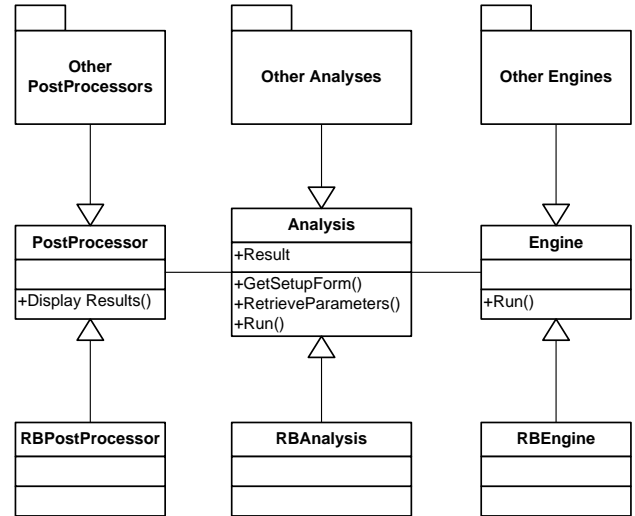 Other
PostProcessors
Other Analyses
Other Engines
PostProcessor
+Display Results()
Analysis
+Result
+GetSetupForm()
+RetrieveParameters()
+Run()
Engine
+Run()
RBPostProcessor
RBAnalysis
RBEngine